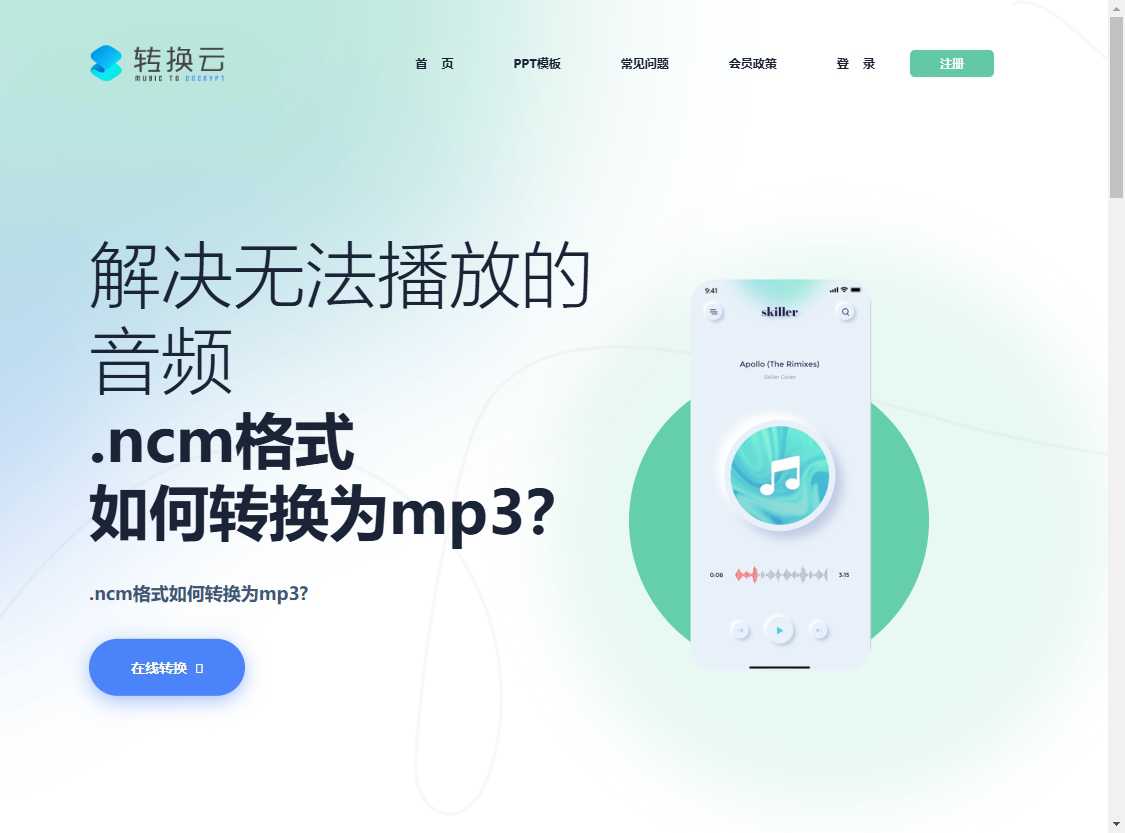 转换云
MUSIC TO ENCRYPT
首 页
PPT模板
常见问题
会员政策
登 录
注册
解决无法播放的
音频
.ncm格式
如何转换为mp3?
.ncm格式如何转换为mp3?
在线转换
9:41
skiller
Apollo (The Rimixes)
Skiller Cover
0:06
3:15